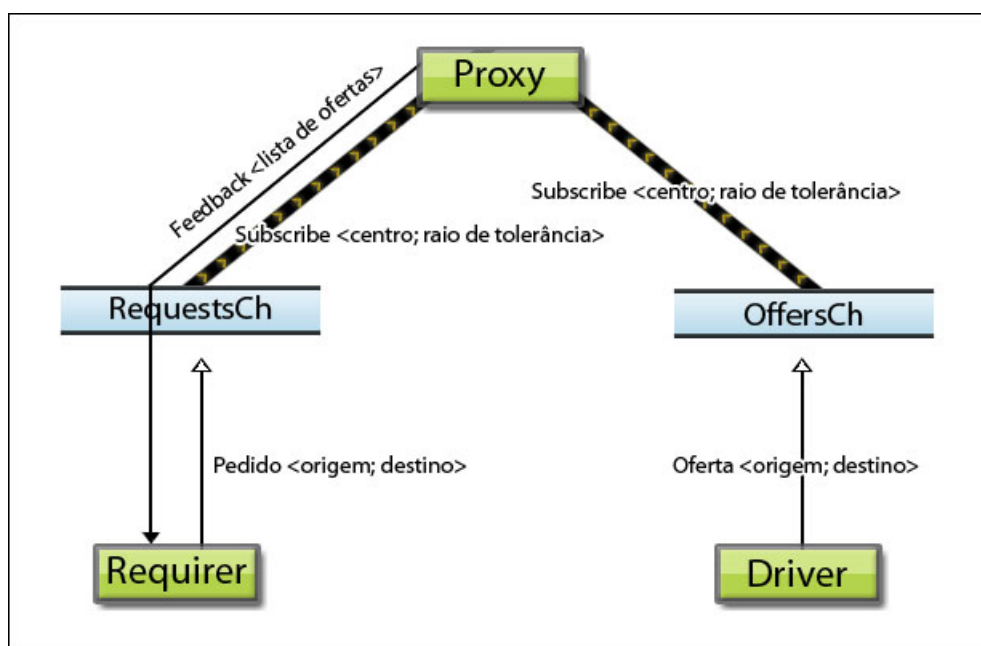 Proxy
Feedback <lista de ofertas>
Subscribe <centro; raio de tolerância>
Subscribe <centro; raio de tolerância>
RequestsCh
OffersCh
Pedido <origem; destino>
Oferta <origem; destino>
Requirer
Driver